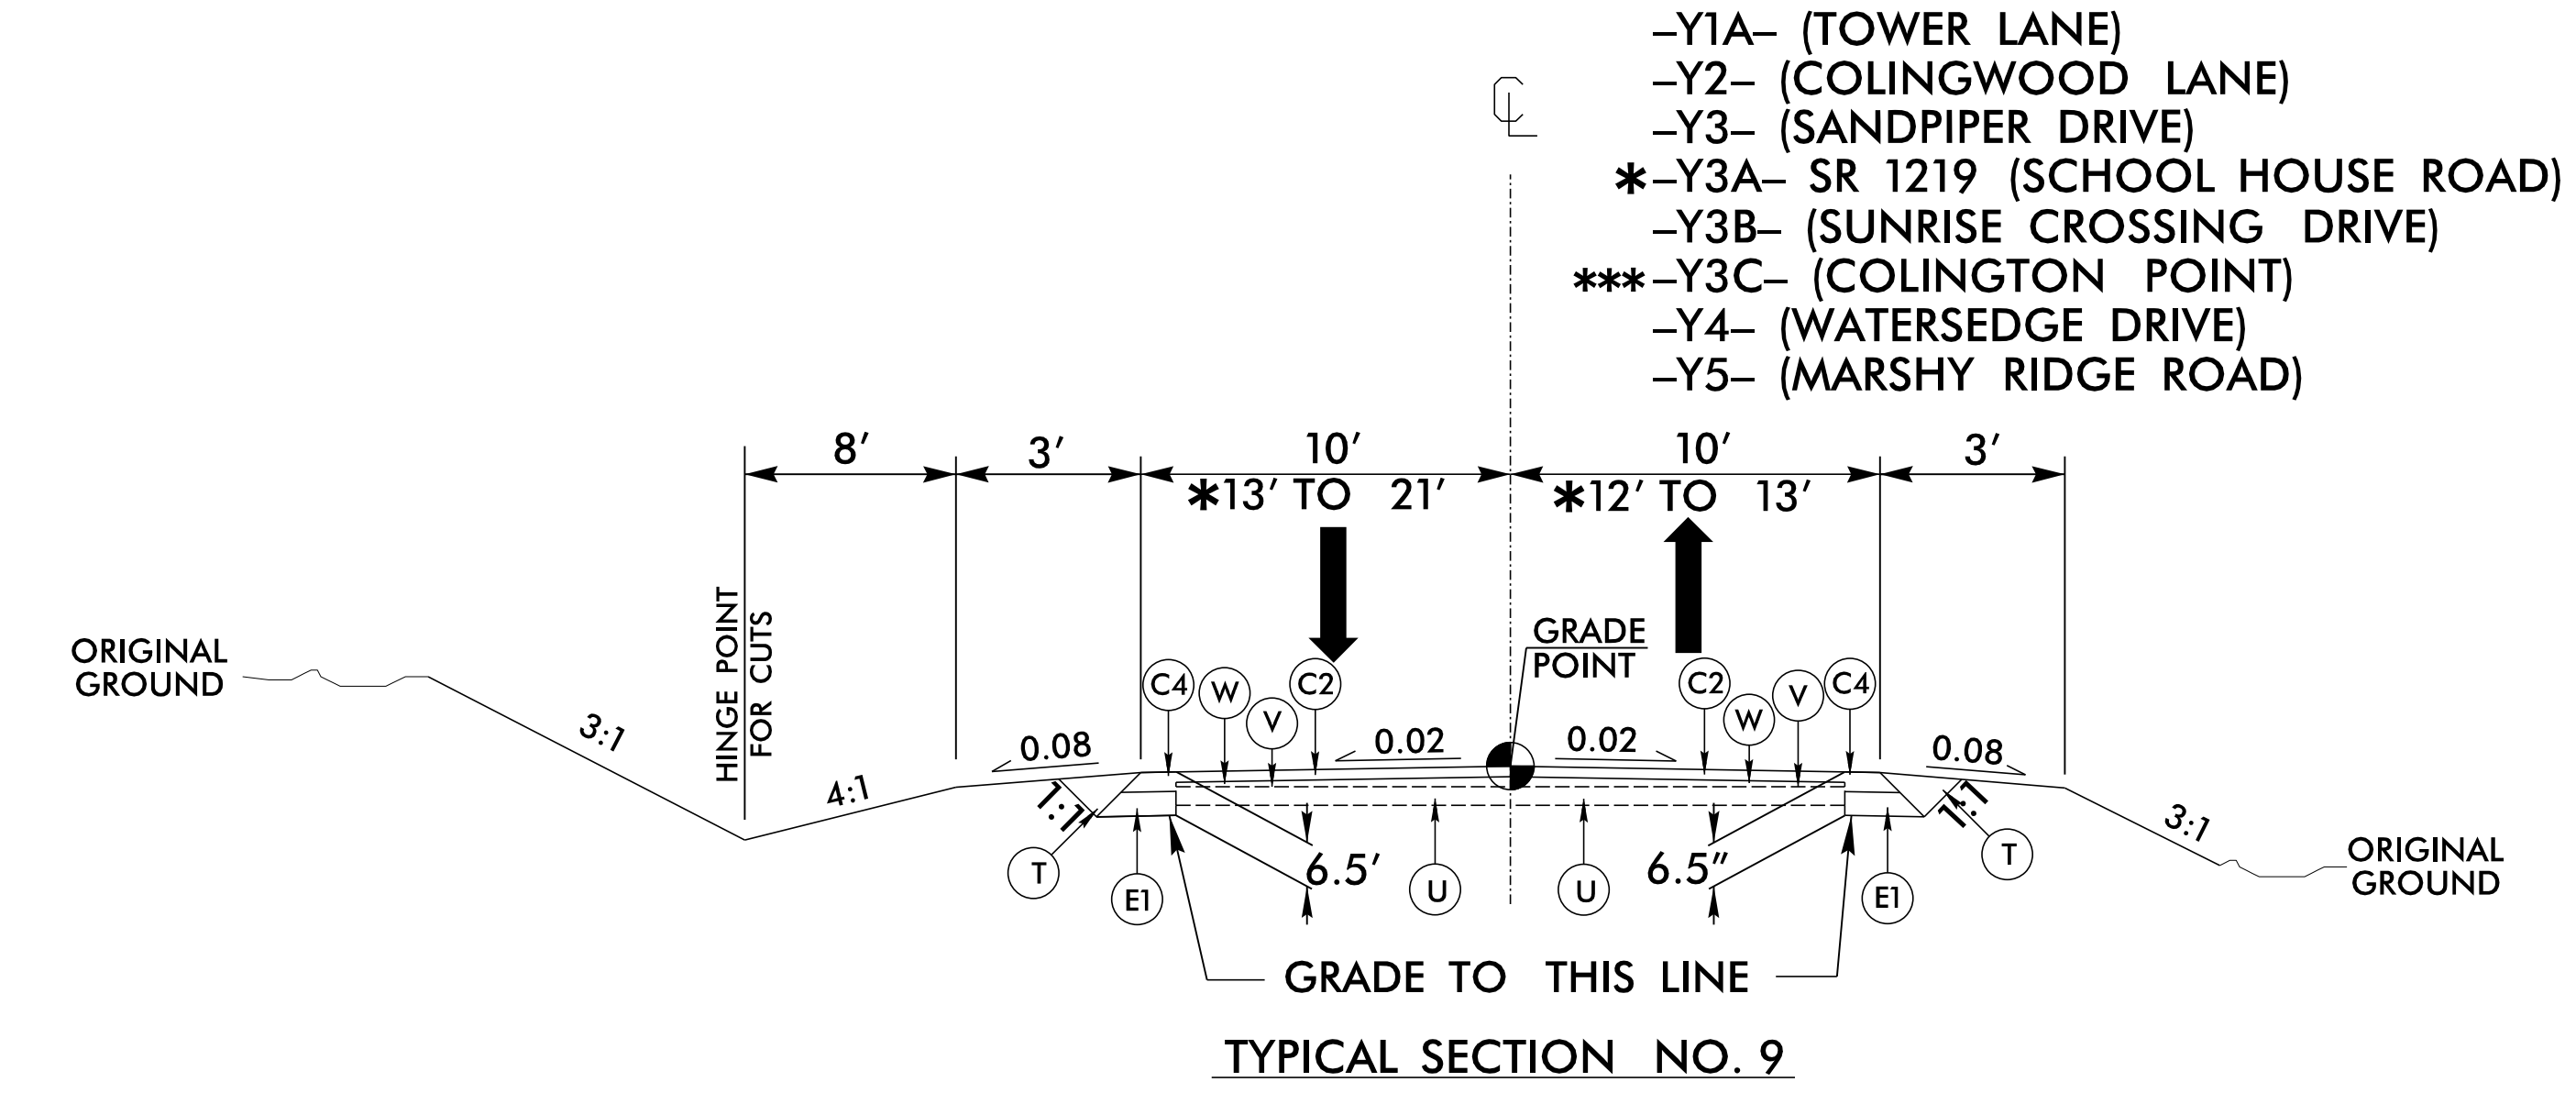 –Y1A– (TOWER LANE)
–Y2– (COLINGWOOD LANE)
–Y3– (SANDPIPER DRIVE)
*–Y3A– SR 1219 (SCHOOL HOUSE ROAD)
–Y3B– (SUNRISE CROSSING DRIVE)
***–Y3C– (COLINGTON POINT)
–Y4– (WATERSEDGE DRIVE)
–Y5– (MARSHY RIDGE ROAD)
CL
8' 3' 10' 10' 3'
*13' TO 21' *12' TO 13'
HINGE POINT
FOR CUTS
GRADE
POINT
ORIGINAL
GROUND
C4 W V C2 C2 W V C4
3:1 4:1 0.08 0.02 0.02 0.08 3:1
1:1 1:1
ORIGINAL
GROUND
T E1 6.5' U U 6.5" E1 T
GRADE TO THIS LINE
TYPICAL SECTION NO. 9